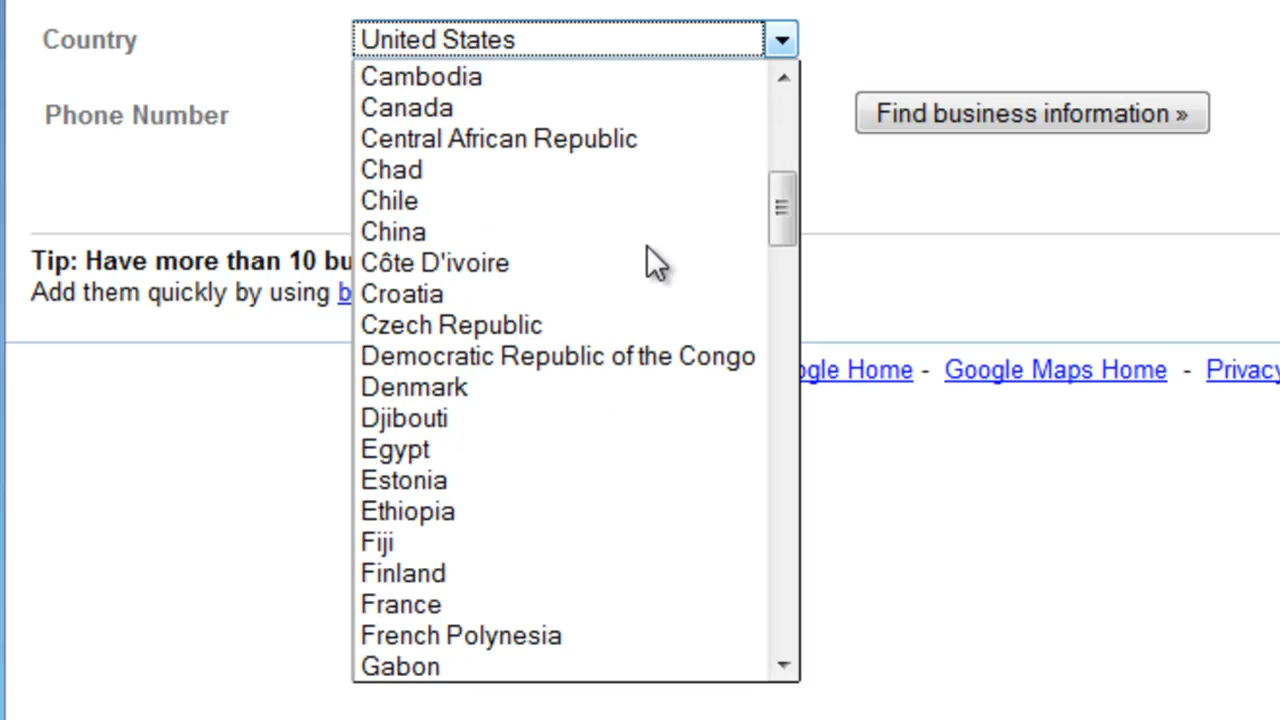 Country
United States
Cambodia
Canada
Central African Republic
Chad
Chile
China
Côte D'ivoire
Croatia
Czech Republic
Democratic Republic of the Congo
Denmark
Djibouti
Egypt
Estonia
Ethiopia
Fiji
Finland
France
French Polynesia
Gabon
Phone Number
Find business information »
Tip: Have more than 10
Add them quickly by using
Home - Google Maps Home - Privacy